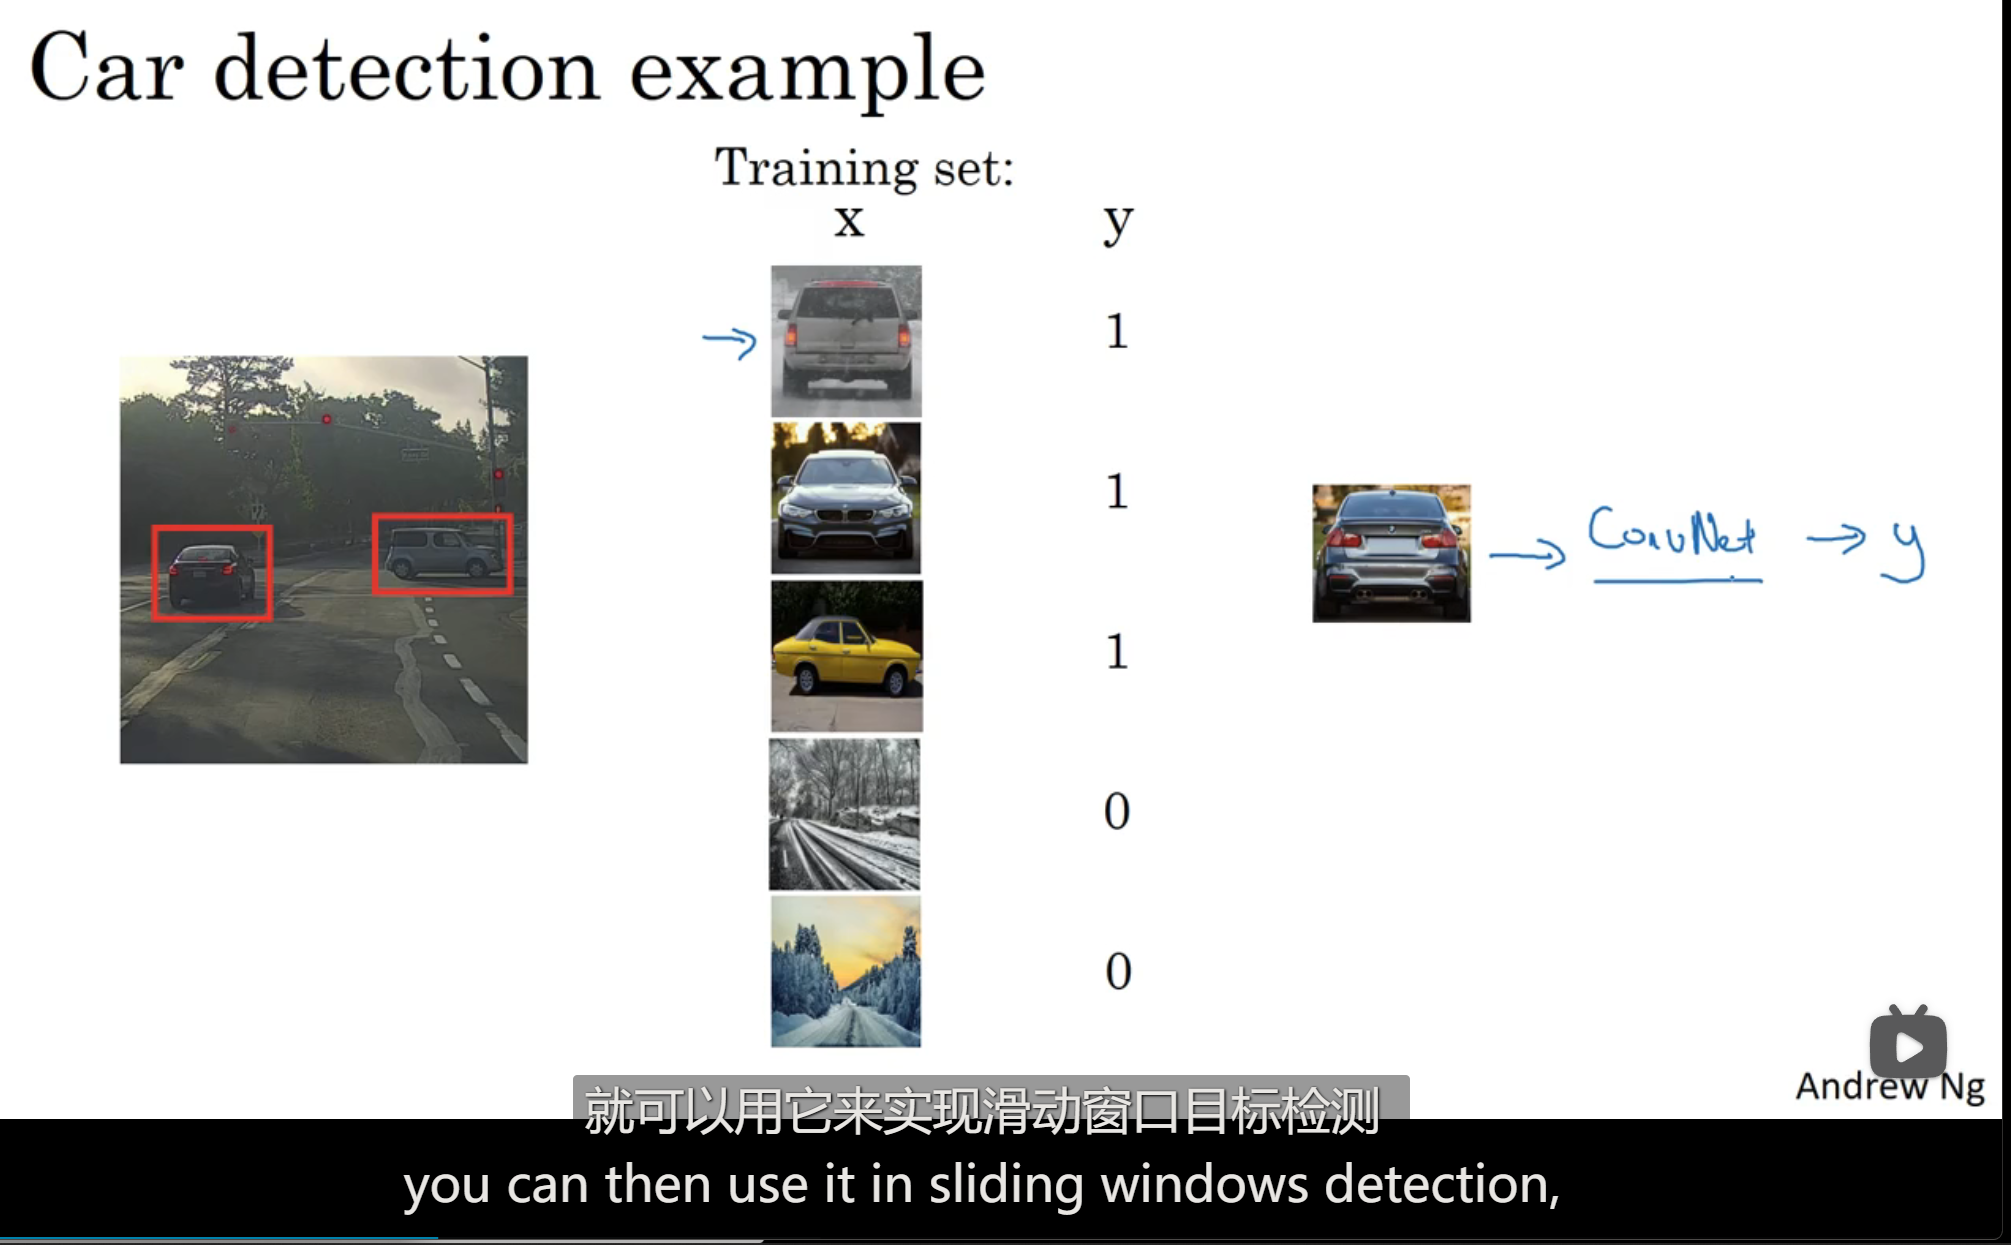 Car detection example
Training set:
x
y
1
1
1
0
0
ConvNet
y
Andrew Ng
就可以用它来实现滑动窗口目标检测
you can then use it in sliding windows detection,